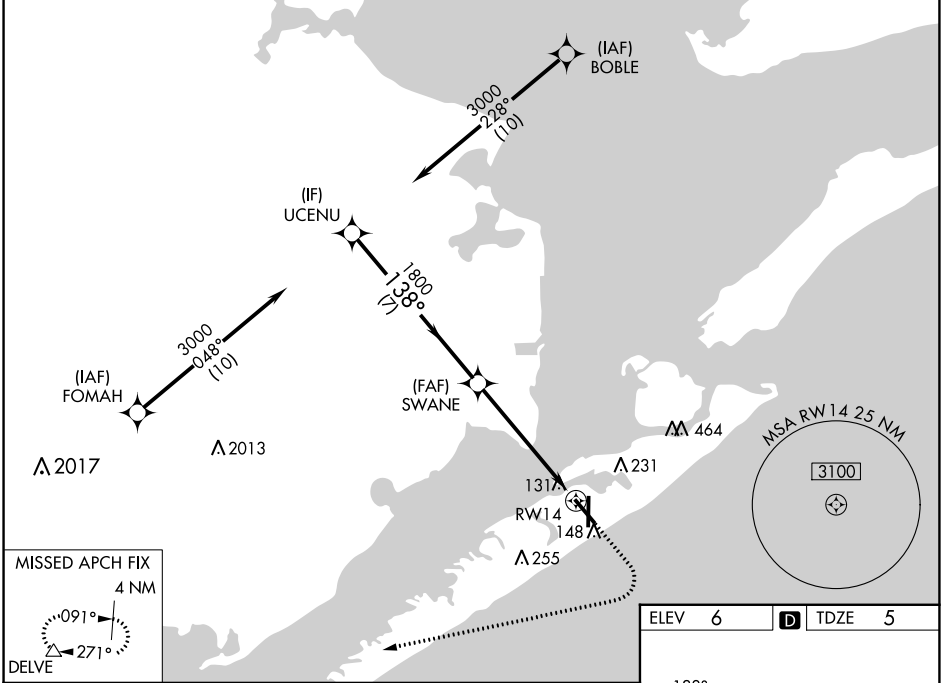 (IAF)
BOBLE
3000
228°
(10)
(IF)
UCENU
1800
138°
(7)
3000
048°
(10)
(IAF)
FOMAH
(FAF)
SWANE
2017
2013
464
231
131
RW14
148
255
MSA RW14 25 NM
3100
MISSED APCH FIX
4 NM
091°
271°
DELVE
ELEV 6 D TDZE 5